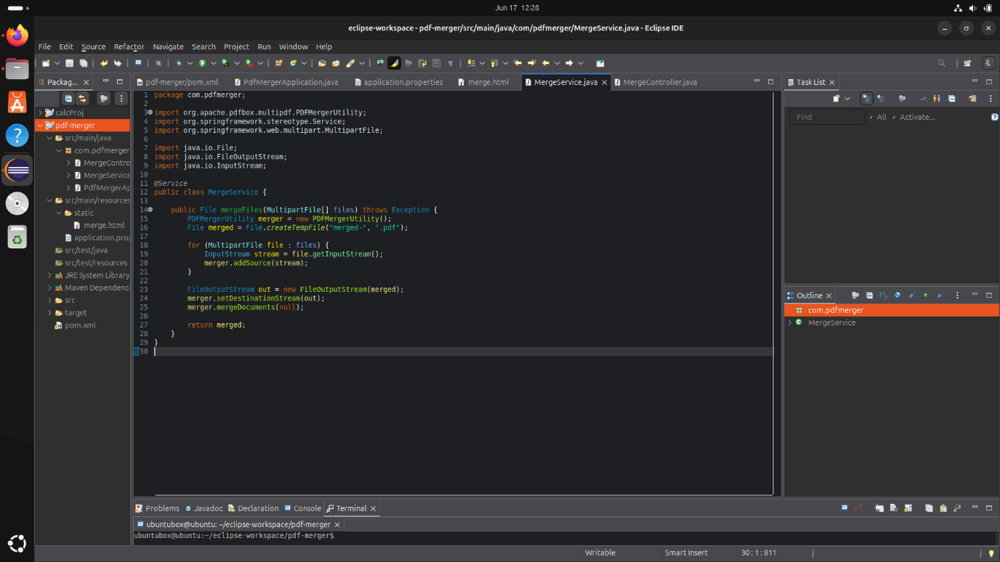 Jun 17 12:28
eclipse-workspace - pdf-merger/src/main/java/com/pdfmerger/MergeService.java - Eclipse IDE
File Edit Source Refactor Navigate Search Project Run Window Help
Packag...
pdf-merger/pom.xml PdfMergerApplication.java application.properties merge.html MergeService.java MergeController.java
Task List
calcProj
pdf-merger
src/main/java
com.pdfmerger
MergeContro
MergeService
PdfMergerAp
src/main/resources
static
merge.html
application.prop
src/test/java
src/test/resources
JRE System Library
Maven Dependenci
src
target
pom.xml
1 package com.pdfmerger;
2
3 import org.apache.pdfbox.multipdf.PDFMergerUtility;
4 import org.springframework.stereotype.Service;
5 import org.springframework.web.multipart.MultipartFile;
6
7 import java.io.File;
8 import java.io.FileOutputStream;
9 import java.io.InputStream;
10
11 @Service
12 public class MergeService {
13
14 public File mergeFiles(MultipartFile[] files) throws Exception {
15 PDFMergerUtility merger = new PDFMergerUtility();
16 File merged = File.createTempFile("merged-", ".pdf");
17
18 for (MultipartFile file : files) {
19 InputStream stream = file.getInputStream();
20 merger.addSource(stream);
21 }
22
23 FileOutputStream out = new FileOutputStream(merged);
24 merger.setDestinationStream(out);
25 merger.mergeDocuments(null);
26
27 return merged;
28 }
29 }
30
Find All Activate...
Outline
com.pdfmerger
MergeService
Problems Javadoc Declaration Console Terminal
ubuntubox@ubuntu: ~/eclipse-workspace/pdf-merger
ubuntubox@ubuntu:~/eclipse-workspace/pdf-merger$
Writable Smart Insert 30 : 1 : 811